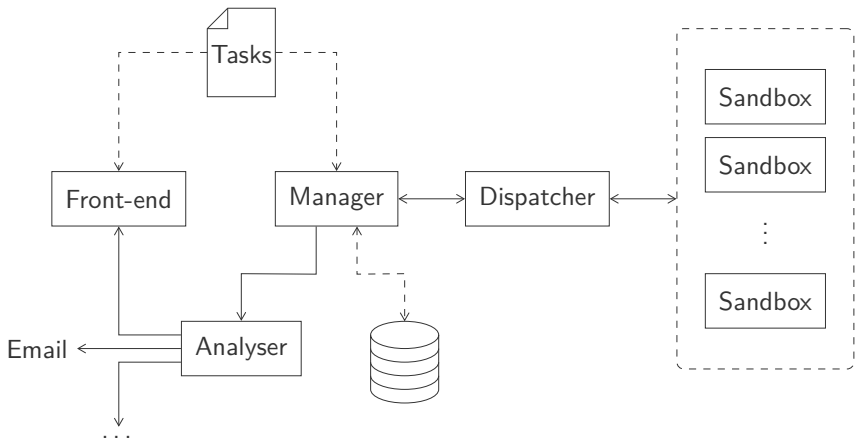 Tasks
Sandbox
Sandbox
Front-end
Manager
Dispatcher
⋮
Sandbox
Email
Analyser
...